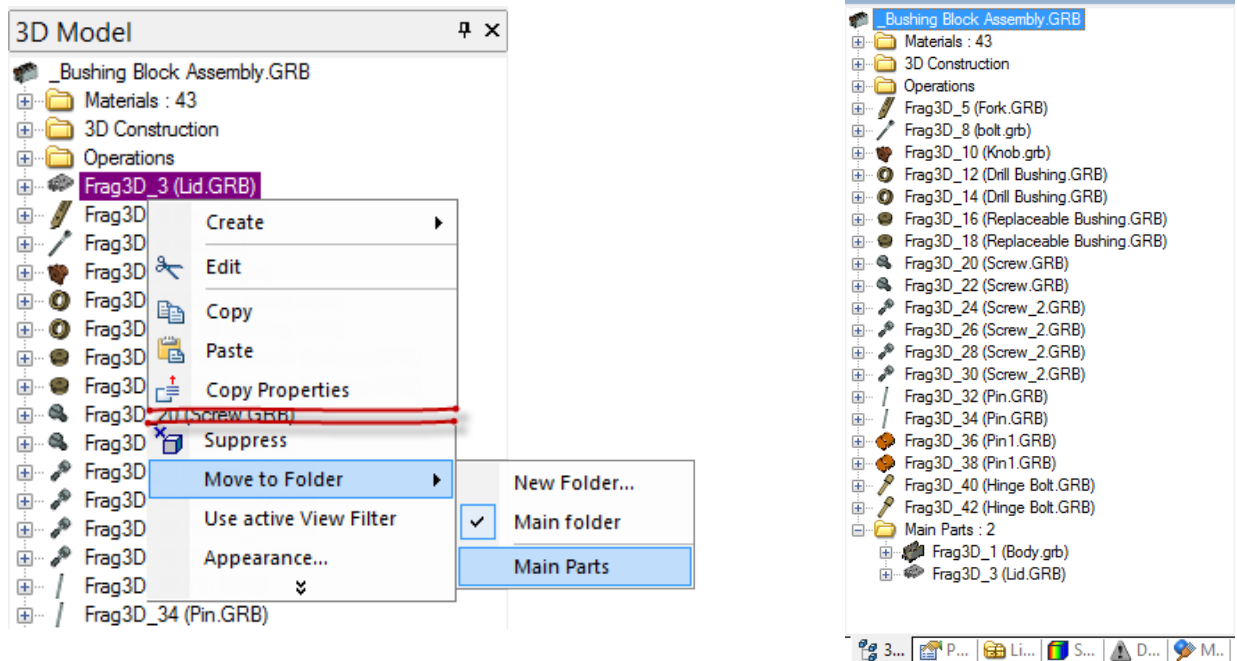 3D Model
_Bushing Block Assembly.GRB
Materials : 43
3D Construction
Operations
Frag3D_3 (Lid.GRB)
Frag3D
Frag3D
Frag3D
Frag3D
Frag3D
Frag3D
Frag3D
Frag3D_20 (Screw.GRB)
Frag3D
Frag3D
Frag3D
Frag3D
Frag3D
Frag3D
Frag3D_34 (Pin.GRB)
Create
Edit
Copy
Paste
Copy Properties
Suppress
Move to Folder
Use active View Filter
Appearance...
New Folder...
Main folder
Main Parts
_Bushing Block Assembly.GRB
Materials : 43
3D Construction
Operations
Frag3D_5 (Fork.GRB)
Frag3D_8 (bolt.grb)
Frag3D_10 (Knob.grb)
Frag3D_12 (Drill Bushing.GRB)
Frag3D_14 (Drill Bushing.GRB)
Frag3D_16 (Replaceable Bushing.GRB)
Frag3D_18 (Replaceable Bushing.GRB)
Frag3D_20 (Screw.GRB)
Frag3D_22 (Screw.GRB)
Frag3D_24 (Screw_2.GRB)
Frag3D_26 (Screw_2.GRB)
Frag3D_28 (Screw_2.GRB)
Frag3D_30 (Screw_2.GRB)
Frag3D_32 (Pin.GRB)
Frag3D_34 (Pin.GRB)
Frag3D_36 (Pin1.GRB)
Frag3D_38 (Pin1.GRB)
Frag3D_40 (Hinge Bolt.GRB)
Frag3D_42 (Hinge Bolt.GRB)
Main Parts : 2
Frag3D_1 (Body.grb)
Frag3D_3 (Lid.GRB)
3... P... Li... S... D... M..